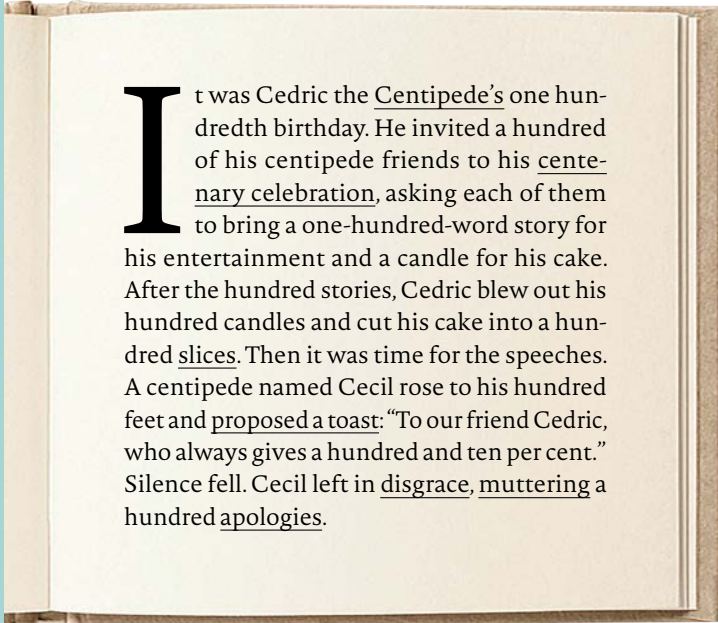 It was Cedric the Centipede’s one hun-
dredth birthday. He invited a hundred
of his centipede friends to his cente-
nary celebration, asking each of them
to bring a one-hundred-word story for
his entertainment and a candle for his cake.
After the hundred stories, Cedric blew out his
hundred candles and cut his cake into a hun-
dred slices. Then it was time for the speeches.
A centipede named Cecil rose to his hundred
feet and proposed a toast: “To our friend Cedric,
who always gives a hundred and ten per cent.”
Silence fell. Cecil left in disgrace, muttering a
hundred apologies.